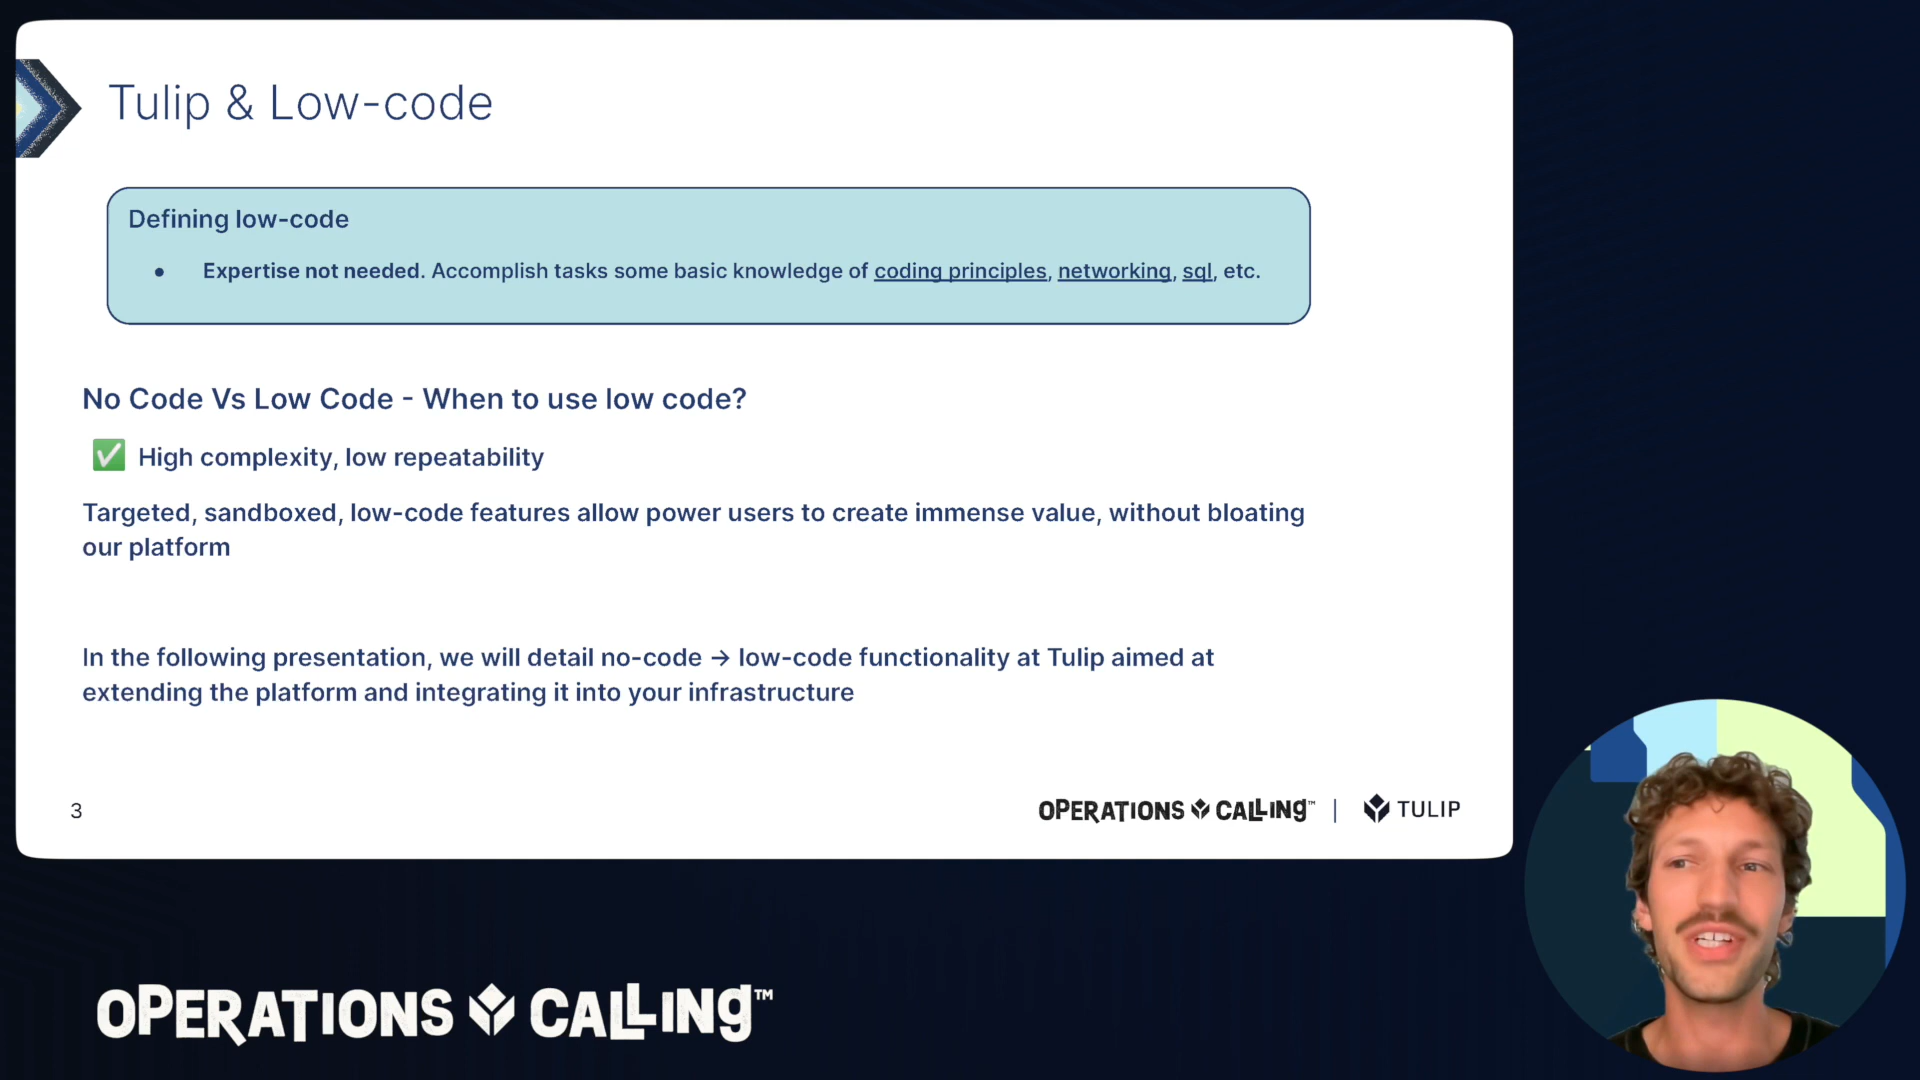 Tulip & Low-code
Defining low-code
• Expertise not needed. Accomplish tasks some basic knowledge of coding principles, networking, sql, etc.
No Code Vs Low Code - When to use low code?
✅ High complexity, low repeatability
Targeted, sandboxed, low-code features allow power users to create immense value, without bloating
our platform
In the following presentation, we will detail no-code → low-code functionality at Tulip aimed at
extending the platform and integrating it into your infrastructure
3
OPERATIONS CALLING™ | TULIP
OPERATIONS CALLING™